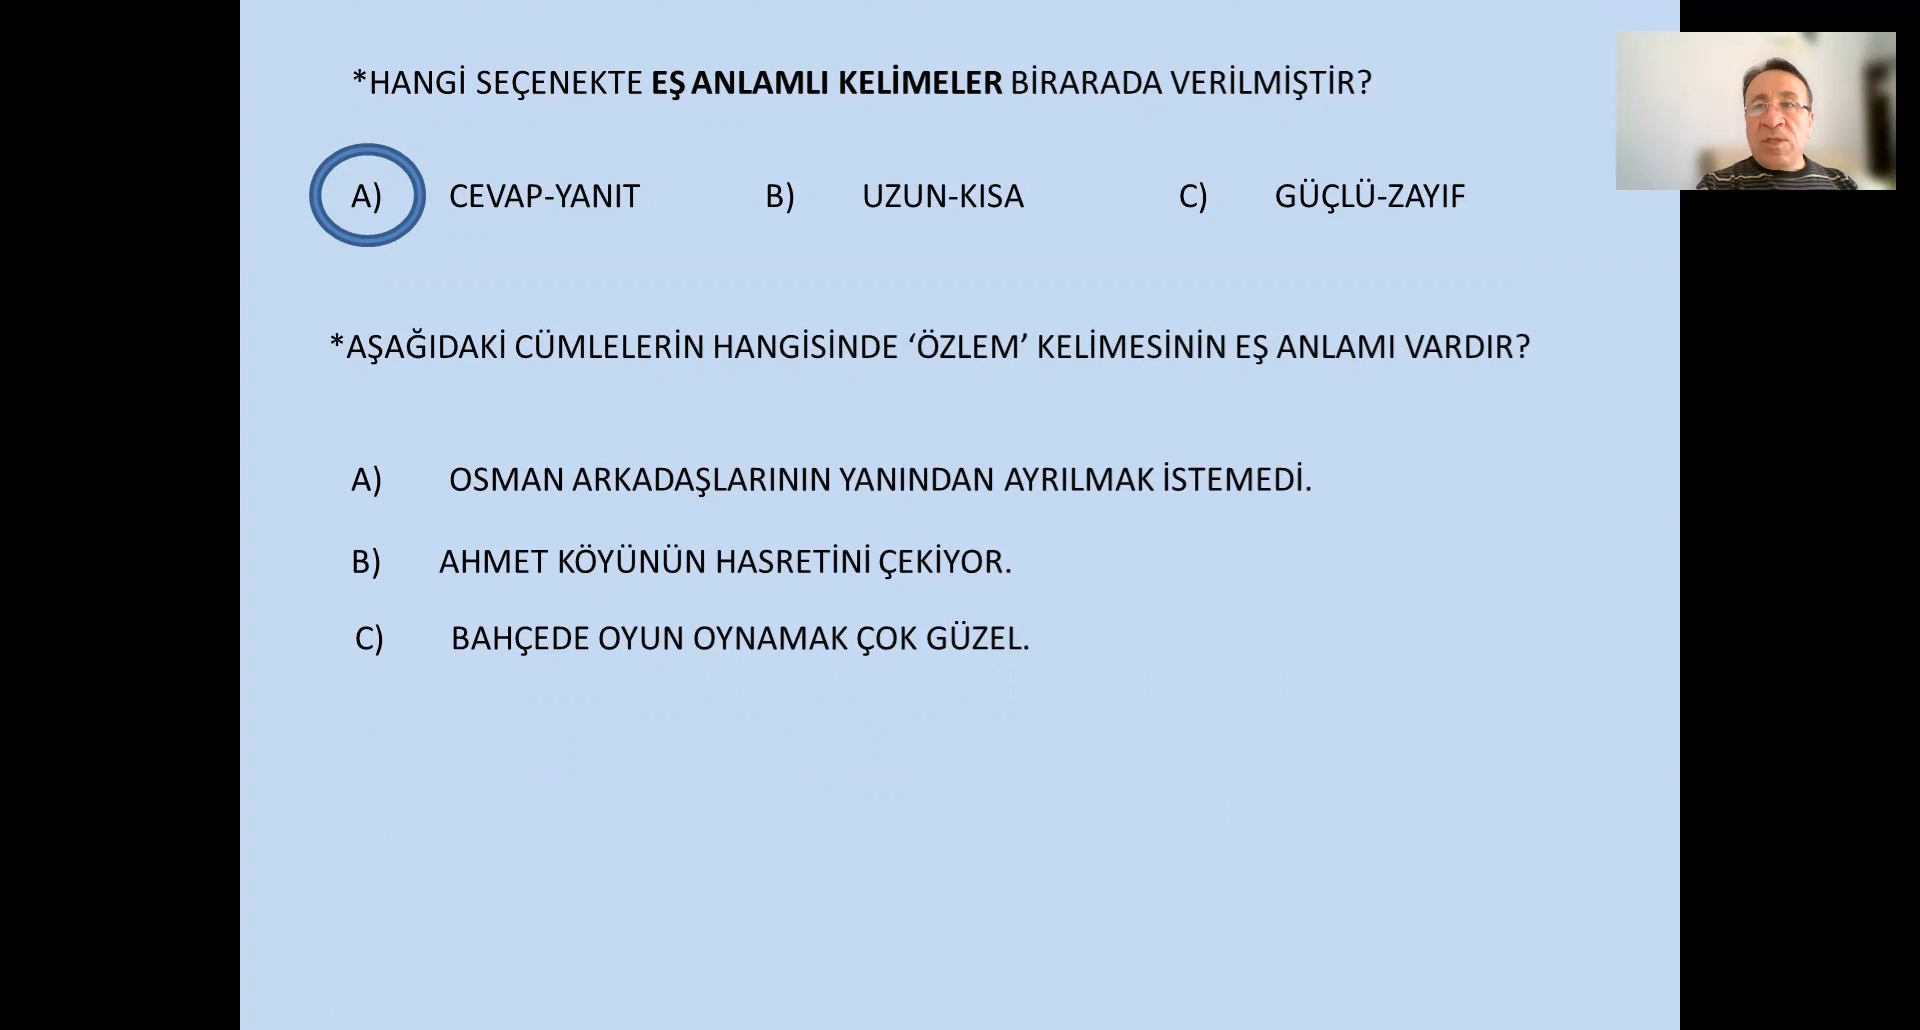 *HANGİ SEÇENEKTE EŞ ANLAMLI KELİMELER BİRARADA VERİLMİŞTİR?
A) CEVAP-YANIT B) UZUN-KISA C) GÜÇLÜ-ZAYIF
*AŞAĞIDAKİ CÜMLELERİN HANGİSİNDE ‘ÖZLEM’ KELİMESİNİN EŞ ANLAMI VARDIR?
A) OSMAN ARKADAŞLARININ YANINDAN AYRILMAK İSTEMEDİ.
B) AHMET KÖYÜNÜN HASRETİNİ ÇEKİYOR.
C) BAHÇEDE OYUN OYNAMAK ÇOK GÜZEL.